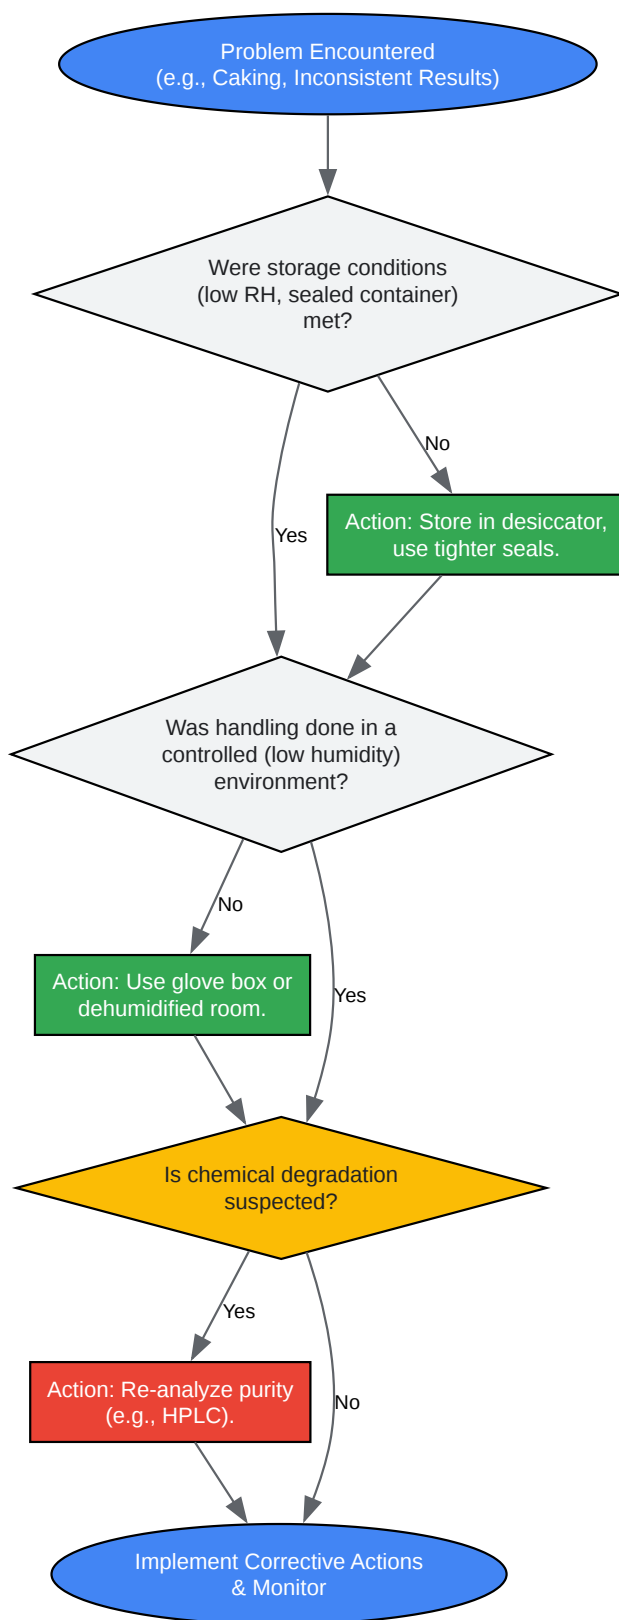 Problem Encountered
(e.g., Caking, Inconsistent Results)
Were storage conditions
(low RH, sealed container)
met?
No
Action: Store in desiccator,
use tighter seals.
Yes
Was handling done in a
controlled (low humidity)
environment?
No
Action: Use glove box or
dehumidified room.
Yes
Is chemical degradation
suspected?
Yes
Action: Re-analyze purity
(e.g., HPLC).
No
Implement Corrective Actions
& Monitor